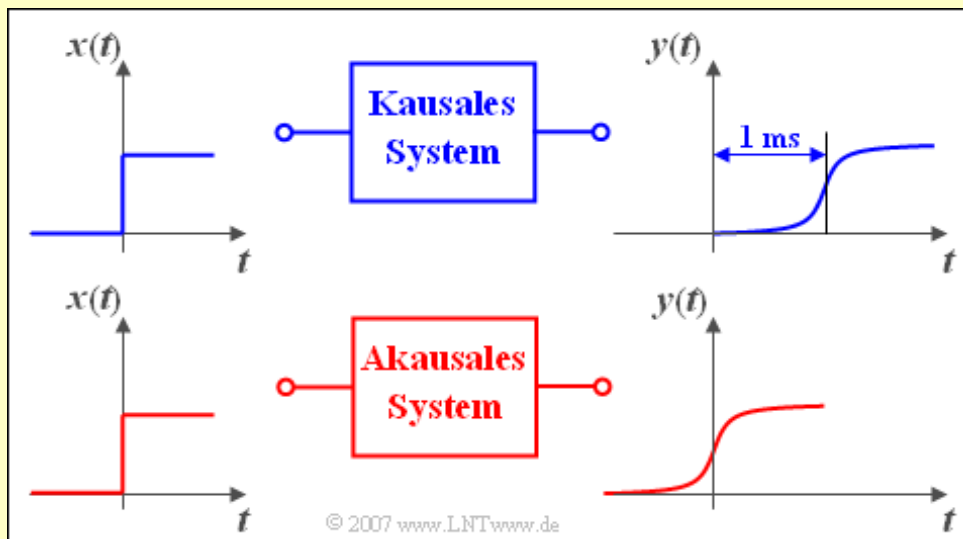 x(t)
Kausales
System
y(t)
1 ms
t
t
x(t)
Akausales
System
y(t)
t
t
© 2007 www.LNTwww.de